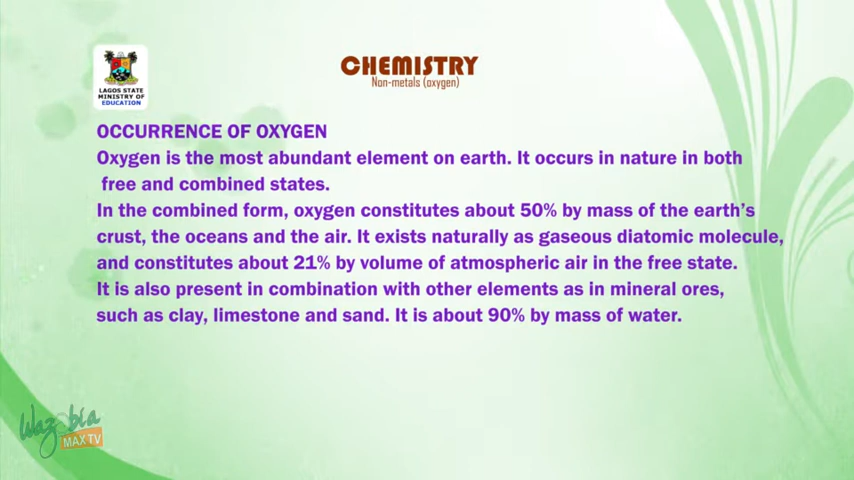 LAGOS STATE
MINISTRY OF
EDUCATION
CHEMISTRY
Non-metals (oxygen)
OCCURRENCE OF OXYGEN
Oxygen is the most abundant element on earth. It occurs in nature in both
free and combined states.
In the combined form, oxygen constitutes about 50% by mass of the earth's
crust, the oceans and the air. It exists naturally as gaseous diatomic molecule,
and constitutes about 21% by volume of atmospheric air in the free state.
It is also present in combination with other elements as in mineral ores,
such as clay, limestone and sand. It is about 90% by mass of water.
Wazobia
MAX TV